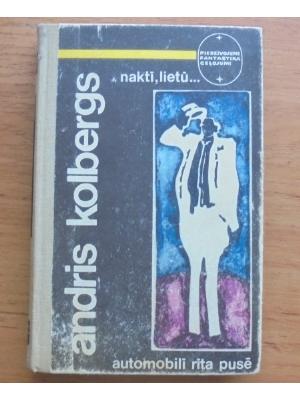 PIEDZĪVOJUMI
FANTASTIKA
CEĻOJUMI
naktī, lietū...
andris kolbergs
automobilī rīta pusē